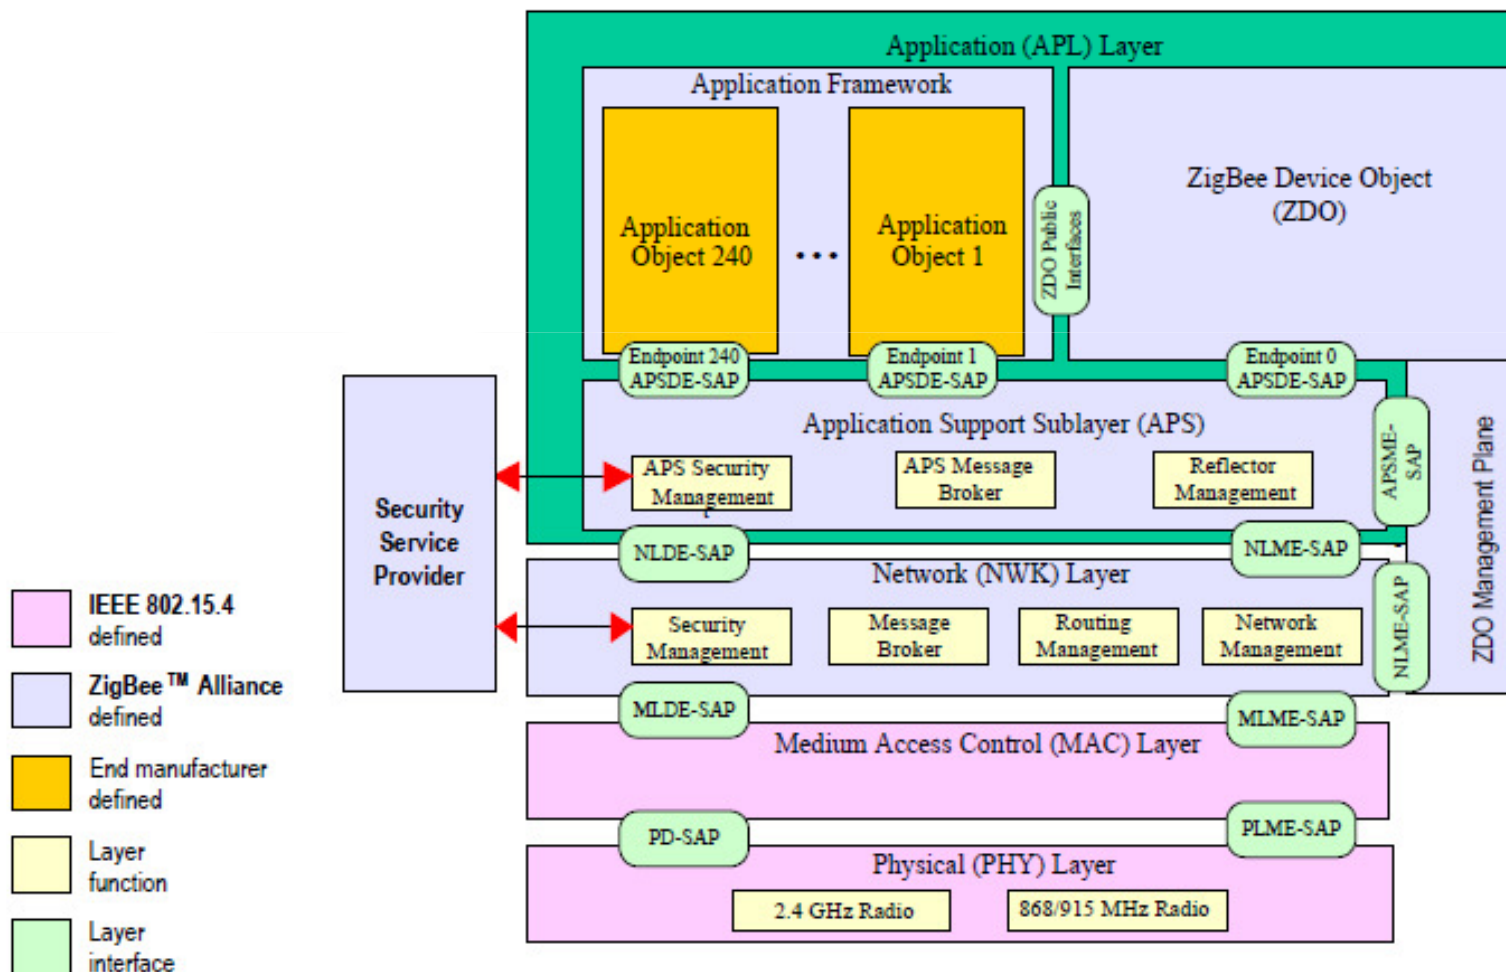 Application (APL) Layer
Application Framework
Application
Object 240
...
Application
Object 1
ZDO Public
Interfaces
ZigBee Device Object
(ZDO)
Endpoint 240
APSDE-SAP
Endpoint 1
APSDE-SAP
Endpoint 0
APSDE-SAP
Application Support Sublayer (APS)
APS Security
Management
APS Message
Broker
Reflector
Management
APSME-
SAP
ZDO Management Plane
Security
Service
Provider
NLDE-SAP
NLME-SAP
Network (NWK) Layer
Security
Management
Message
Broker
Routing
Management
Network
Management
NLME-SAP
MLDE-SAP
MLME-SAP
Medium Access Control (MAC) Layer
PD-SAP
PLME-SAP
Physical (PHY) Layer
2.4 GHz Radio
868/915 MHz Radio
IEEE 802.15.4
defined
ZigBee™ Alliance
defined
End manufacturer
defined
Layer
function
Layer
interface